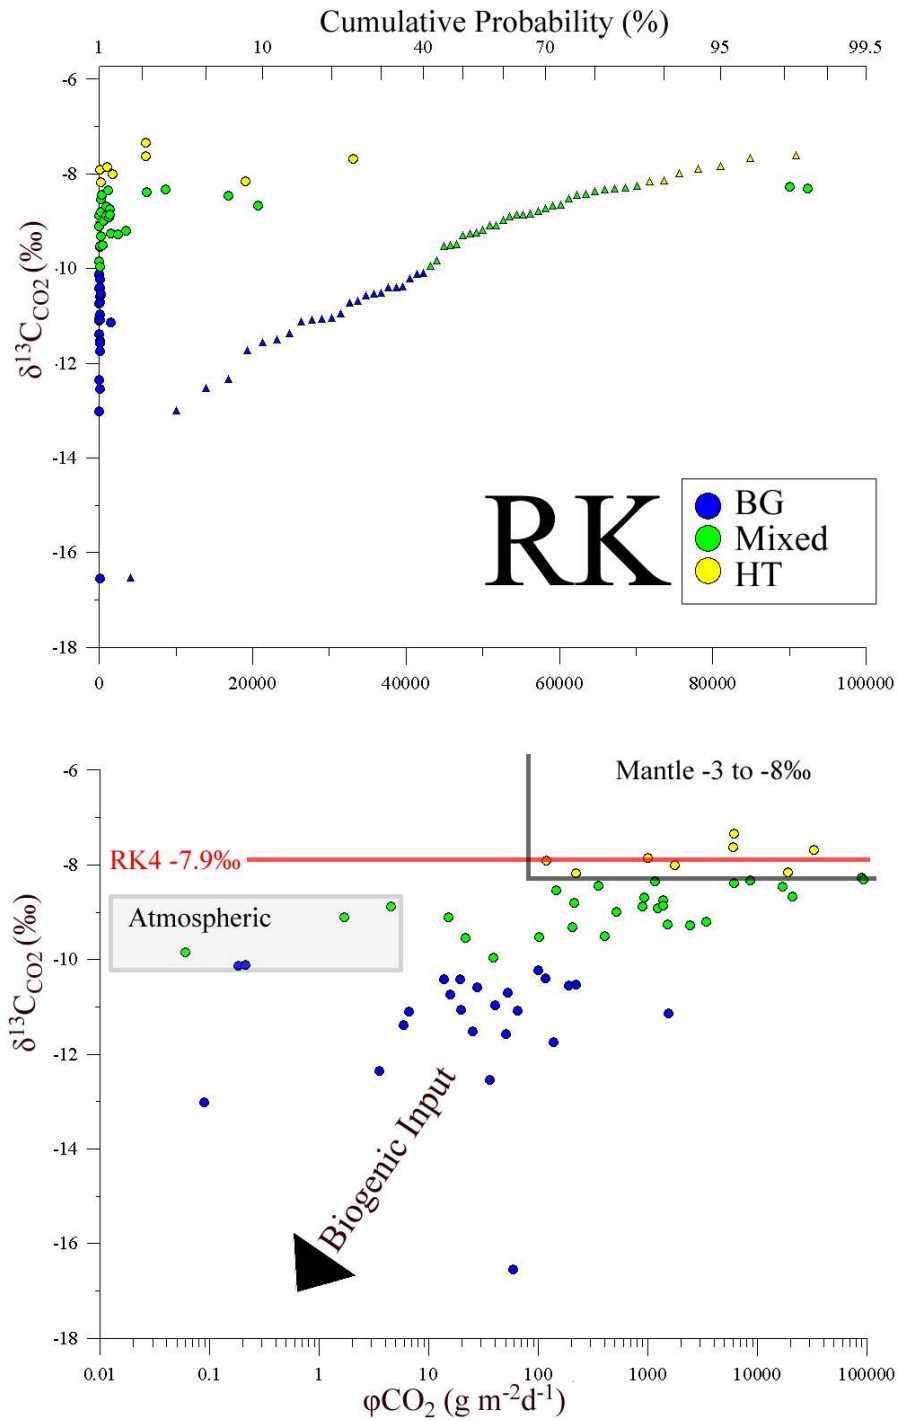 Cumulative Probability (%)
1 10 40 70 95 99.5
-6
-8
-10
-12
-14
-16
-18
δ¹³C_CO2 (‰)
RK
BG
Mixed
HT
0 20000 40000 60000 80000 100000
-6
-8
-10
-12
-14
-16
-18
δ¹³C_CO2 (‰)
Mantle -3 to -8‰
RK4 -7.9‰
Atmospheric
Biogenic Input
0.01 0.1 1 10 100 1000 10000 100000
φCO₂ (g m⁻²d⁻¹)